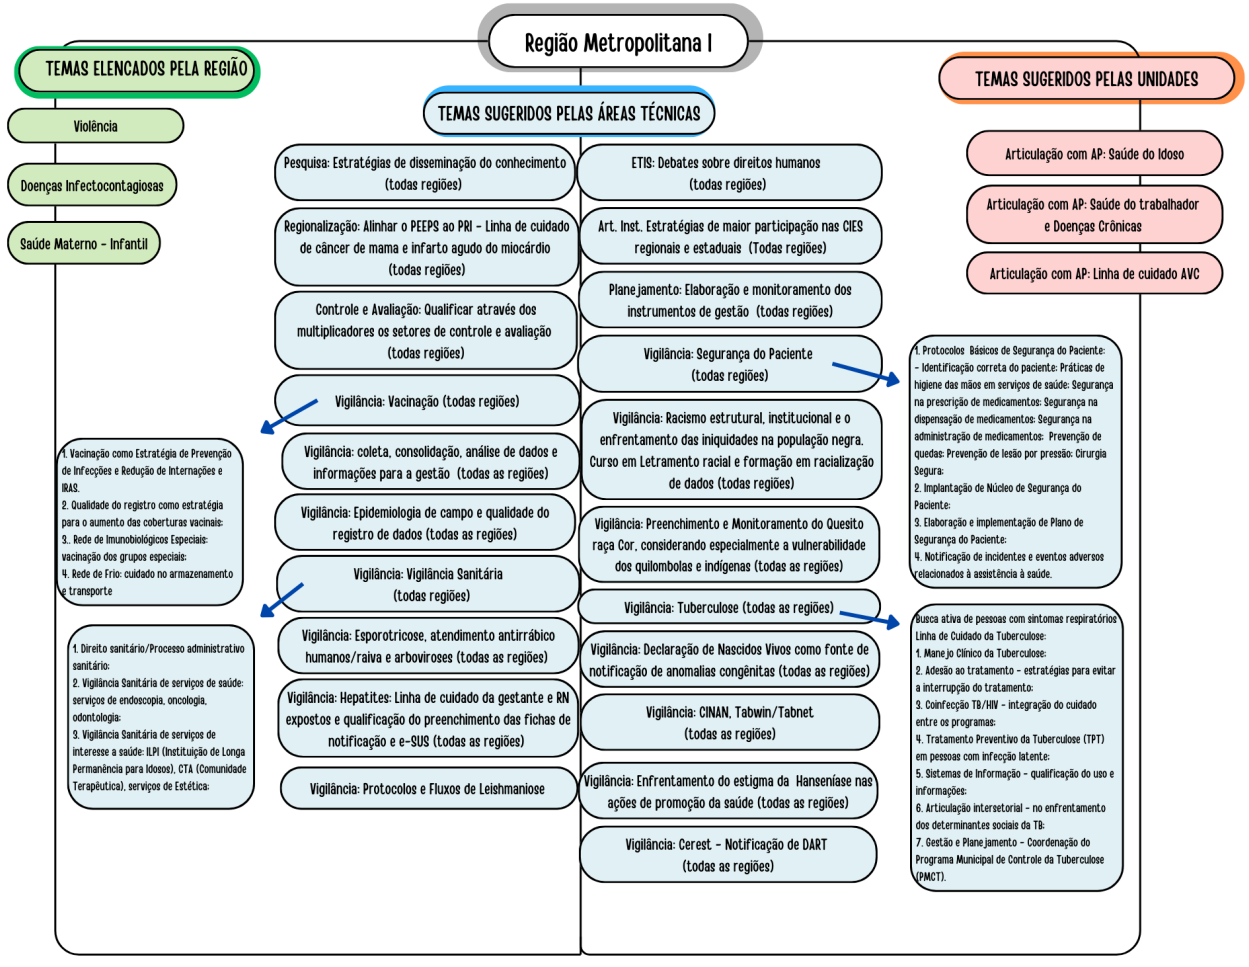 Região Metropolitana I
TEMAS ELENCADOS PELA REGIÃO
Violência
Doenças Infectocontagiosas
Saúde Materno - Infantil
TEMAS SUGERIDOS PELAS ÁREAS TÉCNICAS
Pesquisa: Estratégias de disseminação do conhecimento
(todas regiões)
Regionalização: Alinhar o PEEPS ao PRI - Linha de cuidado
de câncer de mama e infarto agudo do miocárdio
(todas regiões)
Controle e Avaliação: Qualificar através dos
multiplicadores os setores de controle e avaliação
(todas regiões)
Vigilância: Vacinação (todas regiões)
Vigilância: coleta, consolidação, análise de dados e
informações para a gestão (todas as regiões)
Vigilância: Epidemiologia de campo e qualidade do
registro de dados (todas as regiões)
Vigilância: Vigilância Sanitária
(todas regiões)
Vigilância: Esporotricose, atendimento antirrábico
humanos/raiva e arboviroses (todas as regiões)
Vigilância: Hepatites: Linha de cuidado da gestante e RN
expostos e qualificação do preenchimento das fichas de
notificação e e-SUS (todas as regiões)
Vigilância: Protocolos e Fluxos de Leishmaniose
1. Vacinação como Estratégia de Prevenção
de Infecções e Redução de Internações e
IRAS.
2. Qualidade do registro como estratégia
para o aumento das coberturas vacinais;
3.. Rede de Imunobiológicos Especiais:
vacinação dos grupos especiais;
4. Rede de Frio: cuidado no armazenamento
e transporte
1. Direito sanitário/Processo administrativo
sanitário;
2. Vigilância Sanitária de serviços de saúde:
serviços de endoscopia, oncologia,
odontologia;
3. Vigilância Sanitária de serviços de
interesse a saúde: ILPI (Instituição de Longa
Permanência para Idosos), CTA (Comunidade
Terapêutica), serviços de Estética;
ETIS: Debates sobre direitos humanos
(todas regiões)
Art. Inst. Estratégias de maior participação nas CIES
regionais e estaduais (Todas regiões)
Planejamento: Elaboração e monitoramento dos
instrumentos de gestão (todas regiões)
Vigilância: Segurança do Paciente
(todas regiões)
Vigilância: Racismo estrutural, institucional e o
enfrentamento das iniquidades na população negra.
Curso em Letramento racial e formação em racialização
de dados (todas regiões)
Vigilância: Preenchimento e Monitoramento do Quesito
raça Cor, considerando especialmente a vulnerabilidade
dos quilombolas e indígenas (todas as regiões)
Vigilância: Tuberculose (todas as regiões)
Vigilância: Declaração de Nascidos Vivos como fonte de
notificação de anomalias congênitas (todas as regiões)
Vigilância: CINAN, Tabwin/Tabnet
(todas as regiões)
Vigilância: Enfrentamento do estigma da Hanseníase nas
ações de promoção da saúde (todas as regiões)
Vigilância: Cerest - Notificação de DART
(todas as regiões)
TEMAS SUGERIDOS PELAS UNIDADES
Articulação com AP: Saúde do Idoso
Articulação com AP: Saúde do trabalhador
e Doenças Crônicas
Articulação com AP: Linha de cuidado AVC
1. Protocolos Básicos de Segurança do Paciente:
- Identificação correta do paciente; Práticas de
higiene das mãos em serviços de saúde; Segurança
na prescrição de medicamentos; Segurança na
dispensação de medicamentos; Segurança na
administração de medicamentos; Prevenção de
quedas; Prevenção de lesão por pressão; Cirurgia
Segura;
2. Implantação de Núcleo de Segurança do
Paciente;
3. Elaboração e implementação de Plano de
Segurança do Paciente;
4. Notificação de incidentes e eventos adversos
relacionados à assistência à saúde.
Busca ativa de pessoas com sintomas respiratórios
Linha de Cuidado da Tuberculose:
1. Manejo Clínico da Tuberculose;
2. Adesão ao tratamento - estratégias para evitar
a interrupção do tratamento;
3. Coinfecção TB/HIV - integração do cuidado
entre os programas;
4. Tratamento Preventivo da Tuberculose (TPT)
em pessoas com infecção latente;
5. Sistemas de Informação - qualificação do uso e
informações;
6. Articulação intersetorial - no enfrentamento
dos determinantes sociais da TB;
7. Gestão e Planejamento - Coordenação do
Programa Municipal de Controle da Tuberculose
(PMCT).